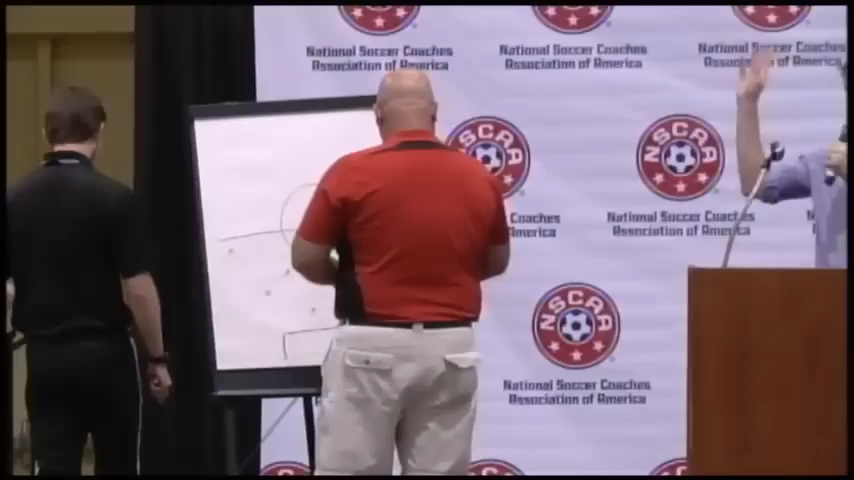 National Soccer Coaches
Association of America
National Soccer Coaches
Association of America
National Soccer Coaches
Association of America
NSCAA
NSCAA
Coaches
America
National Soccer Coaches
Association of America
NSCAA
National Soccer Coaches
Association of America